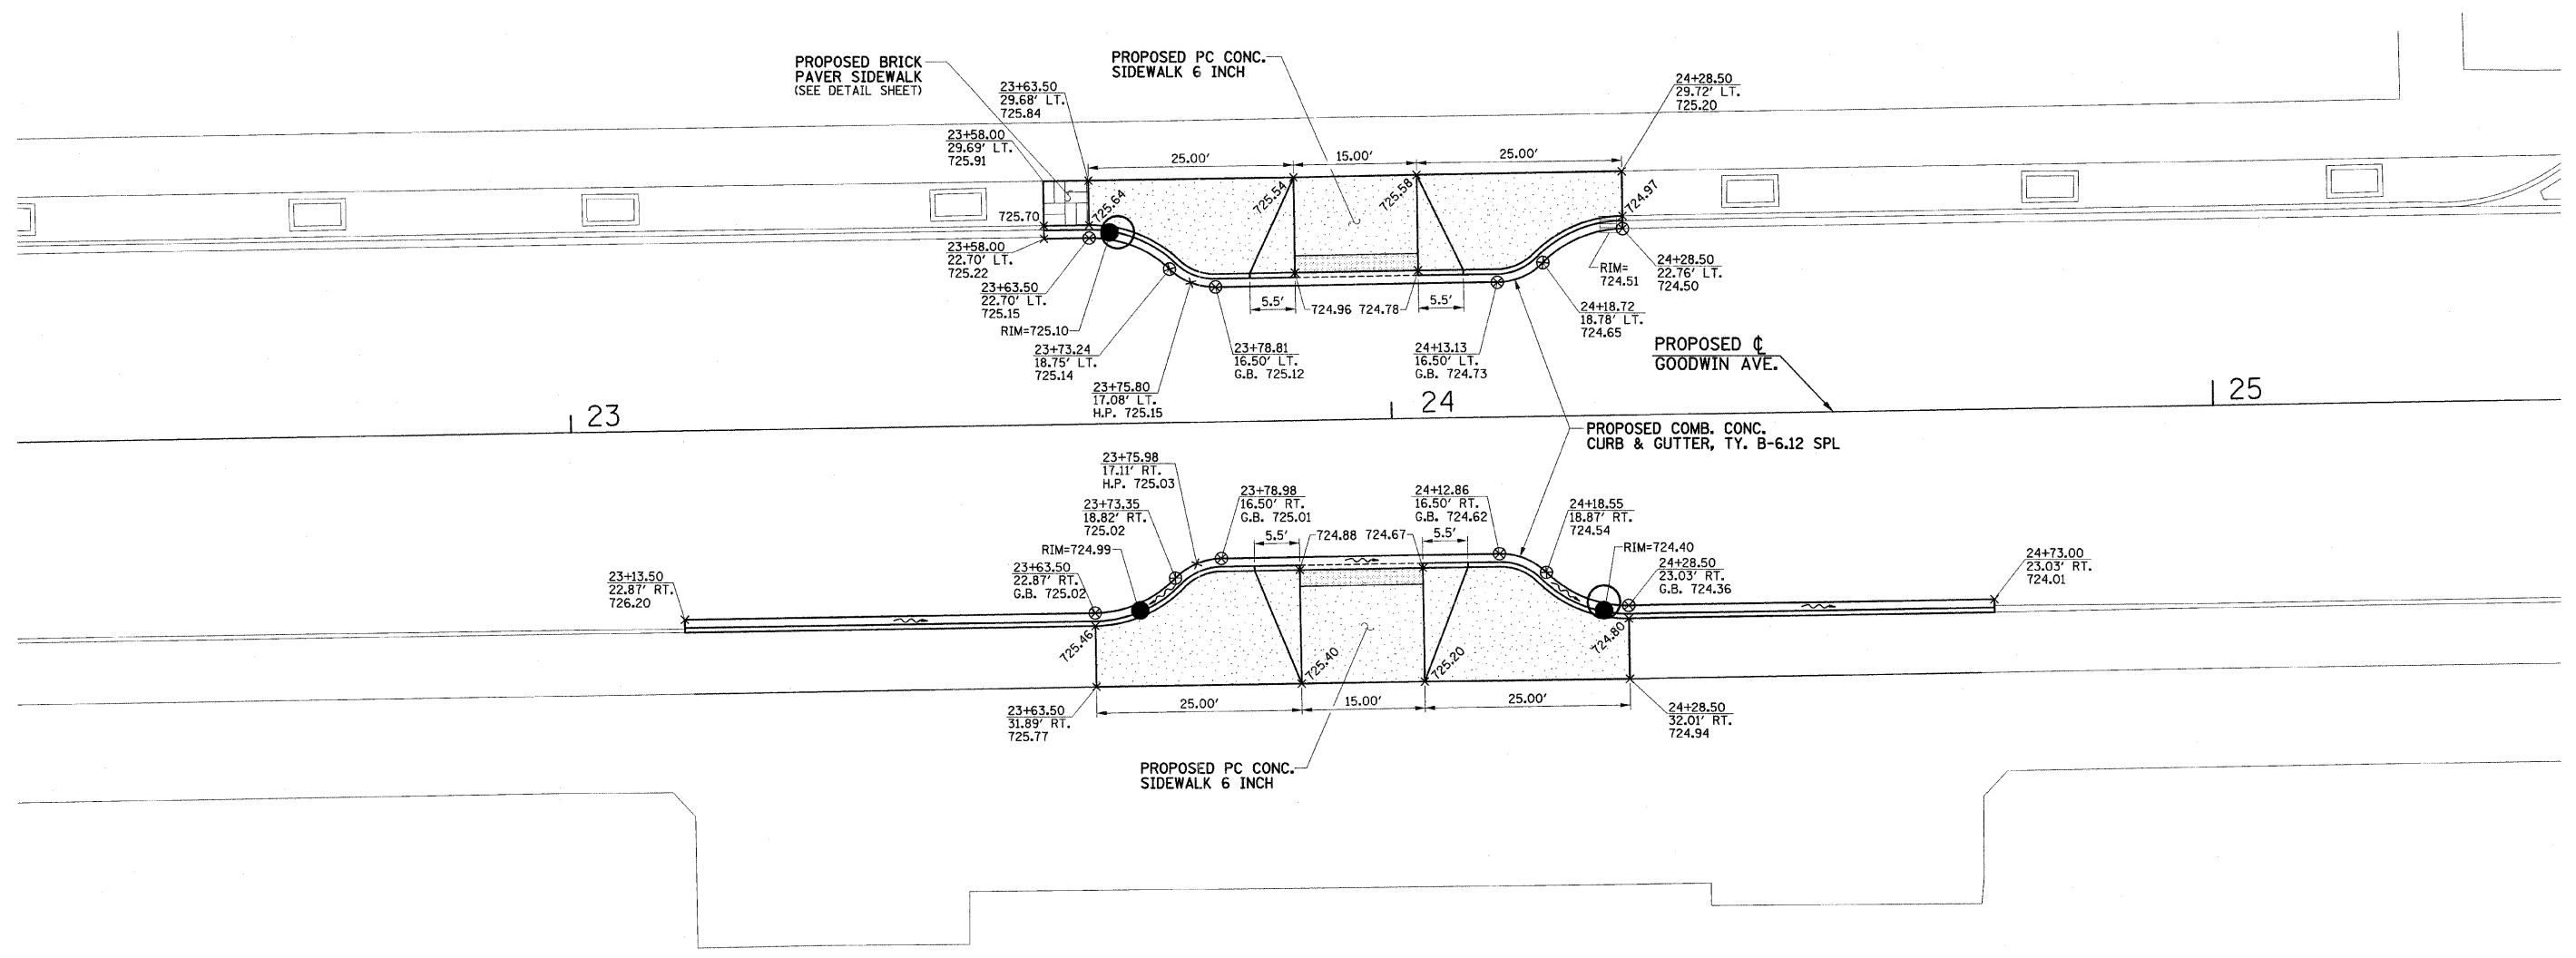 PROPOSED BRICK
PAVER SIDEWALK
(SEE DETAIL SHEET)
PROPOSED PC CONC.
SIDEWALK 6 INCH
23+63.50
29.68' LT.
725.84
24+28.50
29.72' LT.
725.20
23+58.00
29.69' LT.
725.91
25.00'
15.00'
25.00'
725.70
725.64
725.54
725.58
724.97
23+58.00
22.70' LT.
725.22
23+63.50
22.70' LT.
725.15
RIM=725.10
23+73.24
18.75' LT.
725.14
23+75.80
17.08' LT.
H.P. 725.15
5.5'
724.96
724.78
5.5'
23+78.81
16.50' LT.
G.B. 725.12
24+13.13
16.50' LT.
G.B. 724.73
RIM=
724.51
24+28.50
22.76' LT.
724.50
24+18.72
18.78' LT.
724.65
PROPOSED ℄
GOODWIN AVE.
23
24
25
PROPOSED COMB. CONC.
CURB & GUTTER, TY. B-6.12 SPL
23+75.98
17.11' RT.
H.P. 725.03
23+73.35
18.82' RT.
725.02
23+78.98
16.50' RT.
G.B. 725.01
24+12.86
16.50' RT.
G.B. 724.62
24+18.55
18.87' RT.
724.54
5.5'
724.88
724.67
5.5'
RIM=724.99
RIM=724.40
23+13.50
22.87' RT.
726.20
23+63.50
22.87' RT.
G.B. 725.02
24+28.50
23.03' RT.
G.B. 724.36
24+73.00
23.03' RT.
724.01
725.46
725.40
725.20
724.80
23+63.50
31.89' RT.
725.77
25.00'
15.00'
25.00'
24+28.50
32.01' RT.
724.94
PROPOSED PC CONC.
SIDEWALK 6 INCH